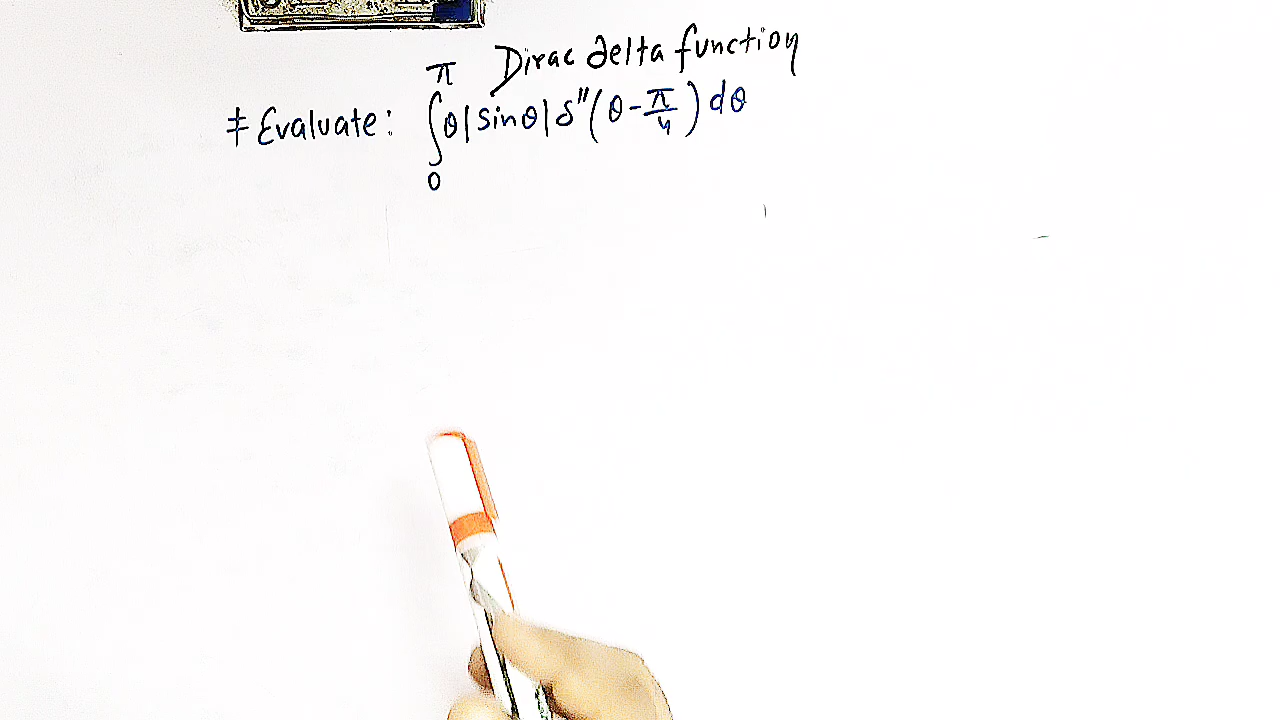 Dirac delta function
# Evaluate: ∫₀^π θ|sinθ| δ''(θ - π/4) dθ